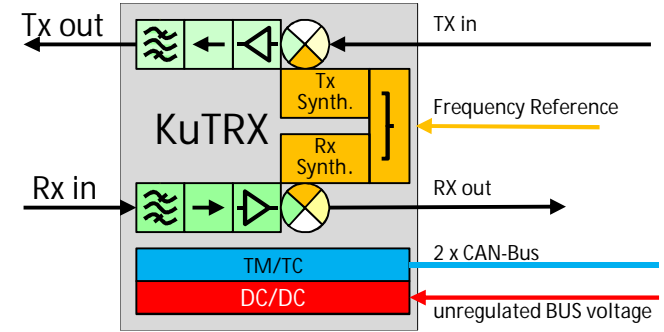 Tx out
TX in
Tx
Synth.
Frequency Reference
KuTRX
Rx
Synth.
Rx in
RX out
2 x CAN-Bus
TM/TC
DC/DC
unregulated BUS voltage